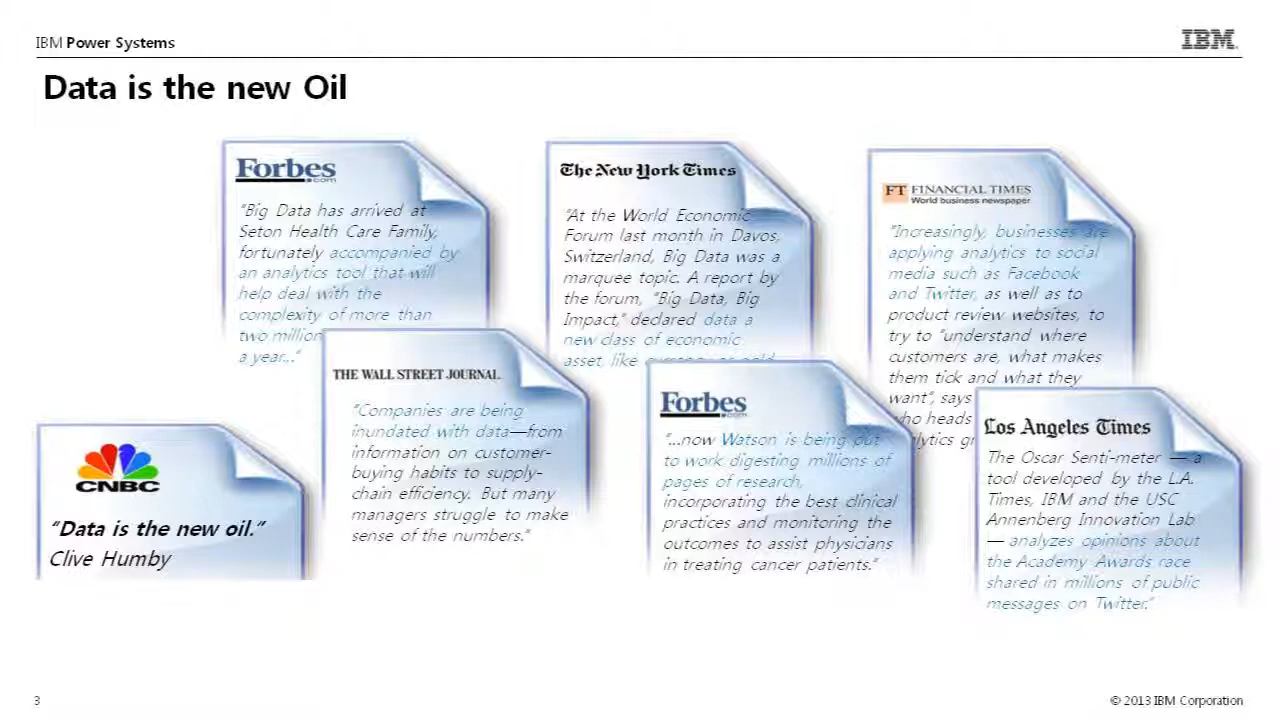 IBM Power Systems
IBM
Data is the new Oil
Forbes
.com
"Big Data has arrived at
Seton Health Care Family,
fortunately accompanied by
an analytics tool that will
help deal with the
complexity of more than
two million
a year..."
The New York Times
"At the World Economic
Forum last month in Davos,
Switzerland, Big Data was a
marquee topic. A report by
the forum, "Big Data, Big
Impact," declared data a
new class of economic
asset, like currency or gold
FT FINANCIAL TIMES
World business newspaper
"Increasingly, businesses are
applying analytics to social
media such as Facebook
and Twitter, as well as to
product review websites, to
try to "understand where
customers are, what makes
them tick and what they
want", says
who heads
THE WALL STREET JOURNAL.
"Companies are being
inundated with data—from
information on customer-
buying habits to supply-
chain efficiency. But many
managers struggle to make
sense of the numbers."
Forbes
.com
"...now Watson is being put
to work digesting millions of
pages of research,
incorporating the best clinical
practices and monitoring the
outcomes to assist physicians
in treating cancer patients."
Los Angeles Times
The Oscar Senti-meter — a
tool developed by the L.A.
Times, IBM and the USC
Annenberg Innovation Lab
— analyzes opinions about
the Academy Awards race
shared in millions of public
messages on Twitter."
CNBC
"Data is the new oil."
Clive Humby
3
© 2013 IBM Corporation